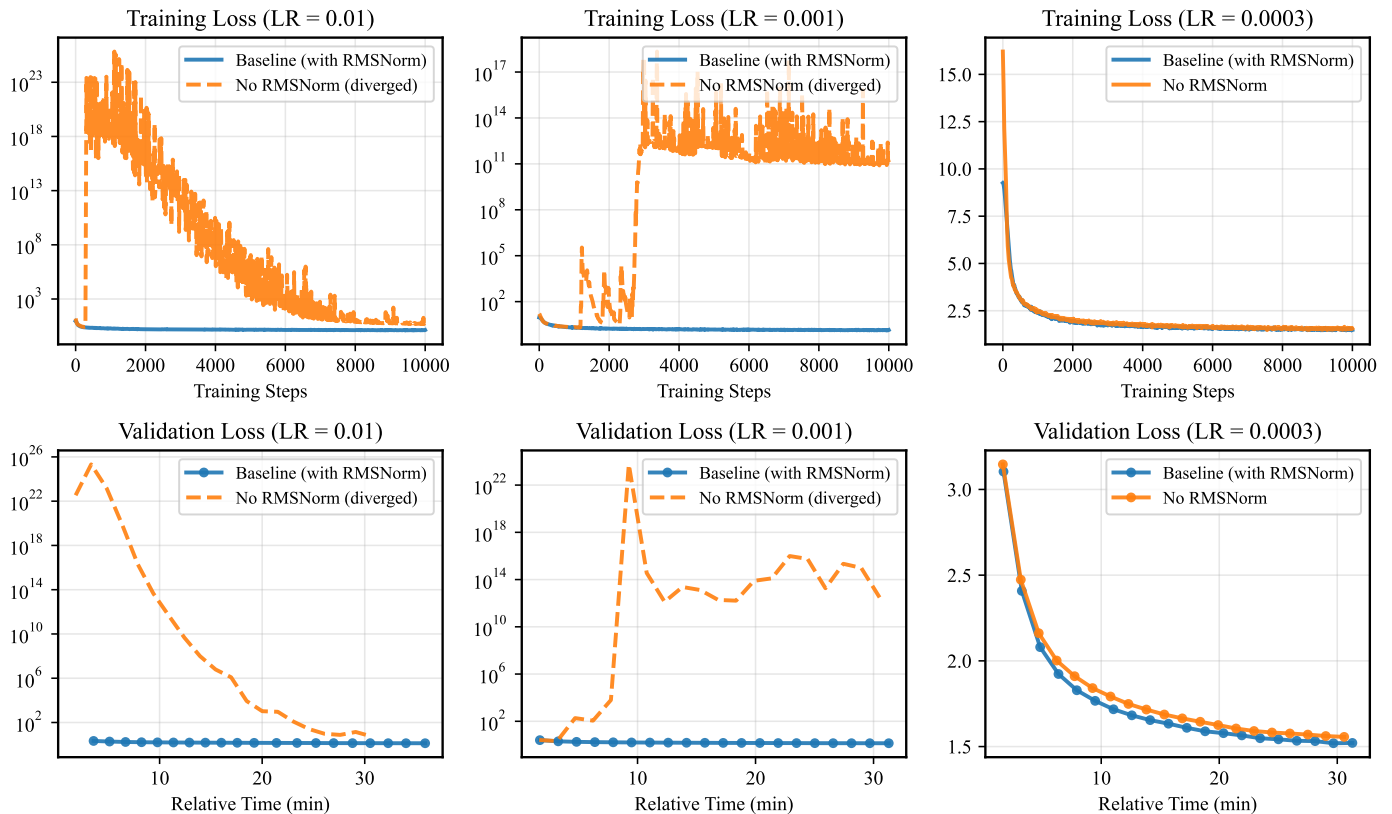 Training Loss (LR = 0.01)
10^23
10^18
10^13
10^8
10^3
Baseline (with RMSNorm)
No RMSNorm (diverged)
0 2000 4000 6000 8000 10000
Training Steps
Training Loss (LR = 0.001)
10^17
10^14
10^11
10^8
10^5
10^2
Baseline (with RMSNorm)
No RMSNorm (diverged)
0 2000 4000 6000 8000 10000
Training Steps
Training Loss (LR = 0.0003)
15.0
12.5
10.0
7.5
5.0
2.5
Baseline (with RMSNorm)
No RMSNorm
0 2000 4000 6000 8000 10000
Training Steps
Validation Loss (LR = 0.01)
10^26
10^22
10^18
10^14
10^10
10^6
10^2
Baseline (with RMSNorm)
No RMSNorm (diverged)
10 20 30
Relative Time (min)
Validation Loss (LR = 0.001)
10^22
10^18
10^14
10^10
10^6
10^2
Baseline (with RMSNorm)
No RMSNorm (diverged)
10 20 30
Relative Time (min)
Validation Loss (LR = 0.0003)
3.0
2.5
2.0
1.5
Baseline (with RMSNorm)
No RMSNorm
10 20 30
Relative Time (min)